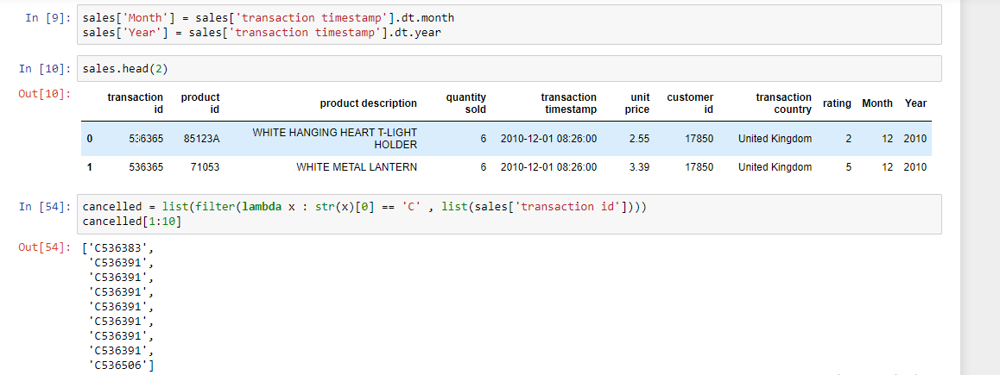 In [9]: sales['Month'] = sales['transaction timestamp'].dt.month
sales['Year'] = sales['transaction timestamp'].dt.year
In [10]: sales.head(2)
Out[10]:
transaction id product id product description quantity sold transaction timestamp unit price customer id transaction country rating Month Year
0 536365 85123A WHITE HANGING HEART T-LIGHT HOLDER 6 2010-12-01 08:26:00 2.55 17850 United Kingdom 2 12 2010
1 536365 71053 WHITE METAL LANTERN 6 2010-12-01 08:26:00 3.39 17850 United Kingdom 5 12 2010
In [54]: cancelled = list(filter(lambda x : str(x)[0] == 'C' , list(sales['transaction id'])))
cancelled[1:10]
Out[54]: ['C536383',
'C536391',
'C536391',
'C536391',
'C536391',
'C536391',
'C536391',
'C536391',
'C536506']